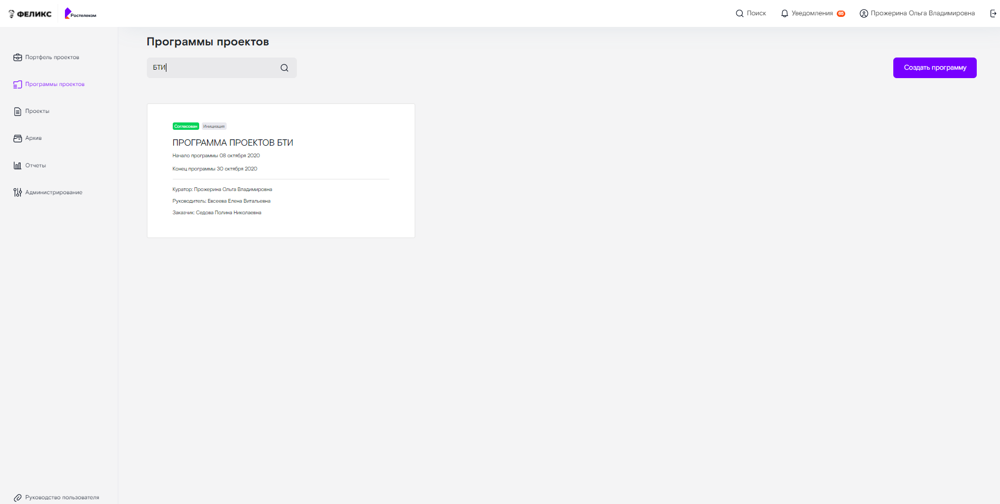 ФЕЛИКС
Ростелеком
Поиск
Уведомления 65
Прожерина Ольга Владимировна
Портфель проектов
Программы проектов
Проекты
Архив
Отчеты
Администрирование
Руководство пользователя
Программы проектов
БТИ
Создать программу
Согласован Инициация
ПРОГРАММА ПРОЕКТОВ БТИ
Начало программы 08 октября 2020
Конец программы 30 октября 2020
Куратор: Прожерина Ольга Владимировна
Руководитель: Евсеева Елена Витальевна
Заказчик: Седова Полина Николаевна